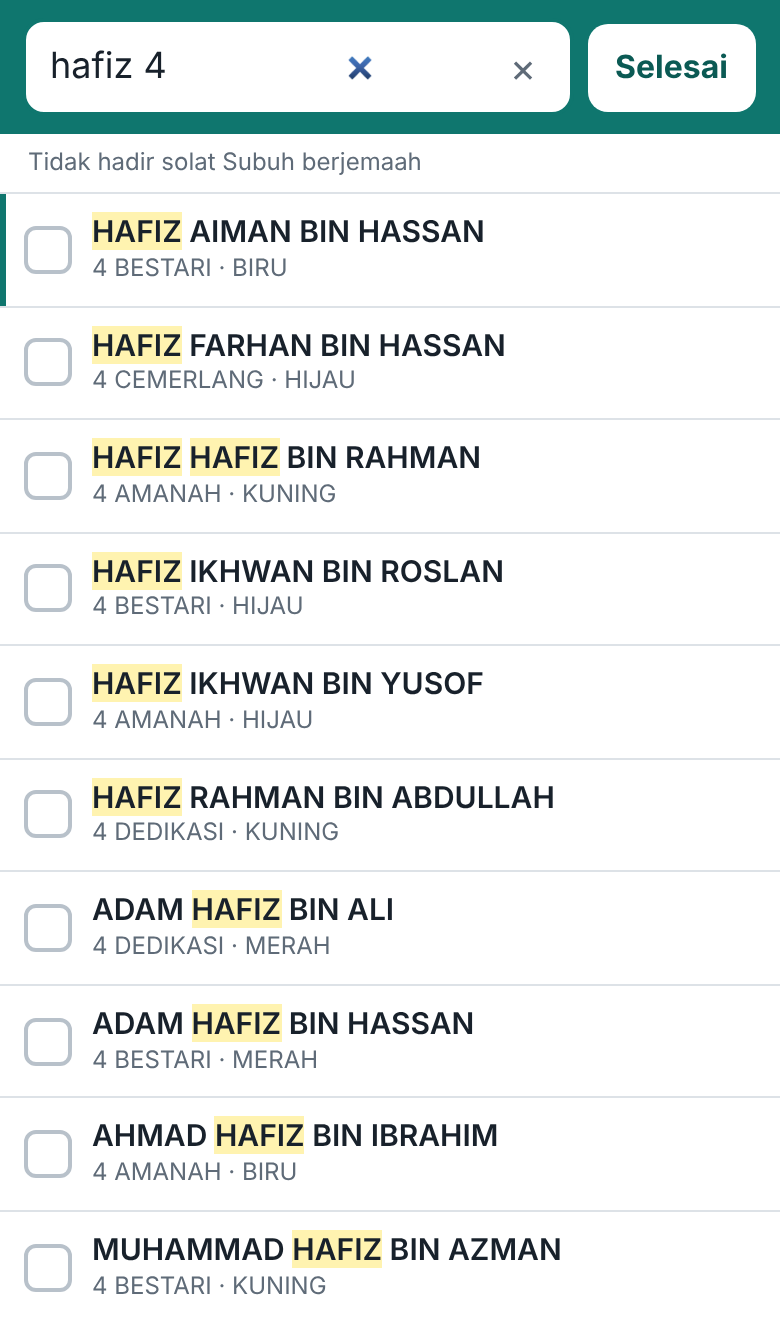 hafiz 4
Selesai
Tidak hadir solat Subuh berjemaah
HAFIZ AIMAN BIN HASSAN
4 BESTARI · BIRU
HAFIZ FARHAN BIN HASSAN
4 CEMERLANG · HIJAU
HAFIZ HAFIZ BIN RAHMAN
4 AMANAH · KUNING
HAFIZ IKHWAN BIN ROSLAN
4 BESTARI · HIJAU
HAFIZ IKHWAN BIN YUSOF
4 AMANAH · HIJAU
HAFIZ RAHMAN BIN ABDULLAH
4 DEDIKASI · KUNING
ADAM HAFIZ BIN ALI
4 DEDIKASI · MERAH
ADAM HAFIZ BIN HASSAN
4 BESTARI · MERAH
AHMAD HAFIZ BIN IBRAHIM
4 AMANAH · BIRU
MUHAMMAD HAFIZ BIN AZMAN
4 BESTARI · KUNING